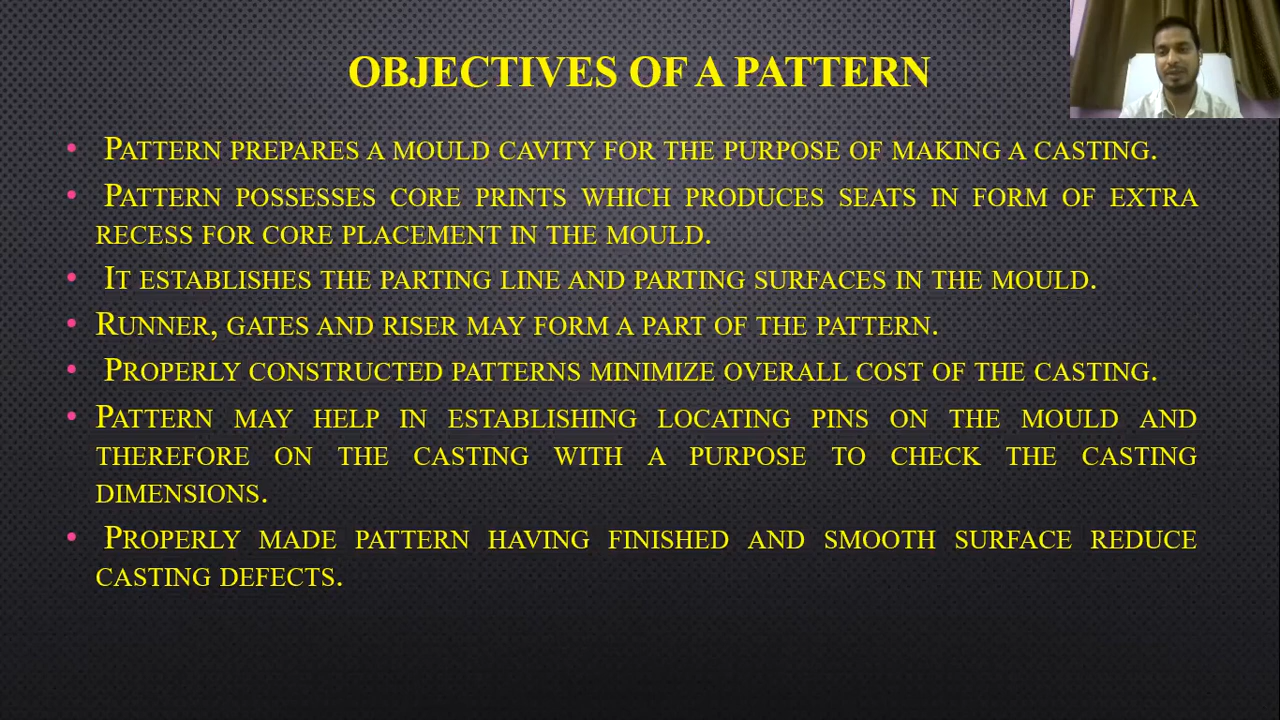 OBJECTIVES OF A PATTERN
• PATTERN PREPARES A MOULD CAVITY FOR THE PURPOSE OF MAKING A CASTING.
• PATTERN POSSESSES CORE PRINTS WHICH PRODUCES SEATS IN FORM OF EXTRA
RECESS FOR CORE PLACEMENT IN THE MOULD.
• IT ESTABLISHES THE PARTING LINE AND PARTING SURFACES IN THE MOULD.
• RUNNER, GATES AND RISER MAY FORM A PART OF THE PATTERN.
• PROPERLY CONSTRUCTED PATTERNS MINIMIZE OVERALL COST OF THE CASTING.
• PATTERN MAY HELP IN ESTABLISHING LOCATING PINS ON THE MOULD AND
THEREFORE ON THE CASTING WITH A PURPOSE TO CHECK THE CASTING
DIMENSIONS.
• PROPERLY MADE PATTERN HAVING FINISHED AND SMOOTH SURFACE REDUCE
CASTING DEFECTS.